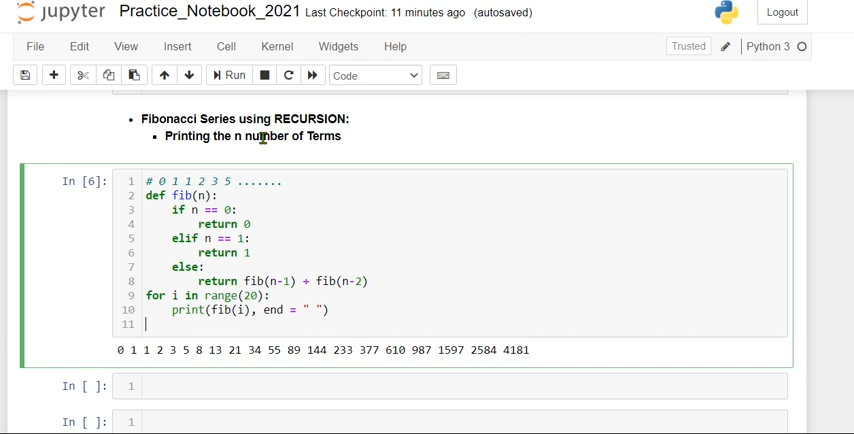 jupyter Practice_Notebook_2021 Last Checkpoint: 11 minutes ago (autosaved)
Logout
File Edit View Insert Cell Kernel Widgets Help
Trusted Python 3
Run Code
Fibonacci Series using RECURSION:
Printing the n number of Terms
In [6]:
1 # 0 1 1 2 3 5 .......
2 def fib(n):
3 if n == 0:
4 return 0
5 elif n == 1:
6 return 1
7 else:
8 return fib(n-1) + fib(n-2)
9 for i in range(20):
10 print(fib(i), end = " ")
11
0 1 1 2 3 5 8 13 21 34 55 89 144 233 377 610 987 1597 2584 4181
In [ ]: 1
In [ ]: 1